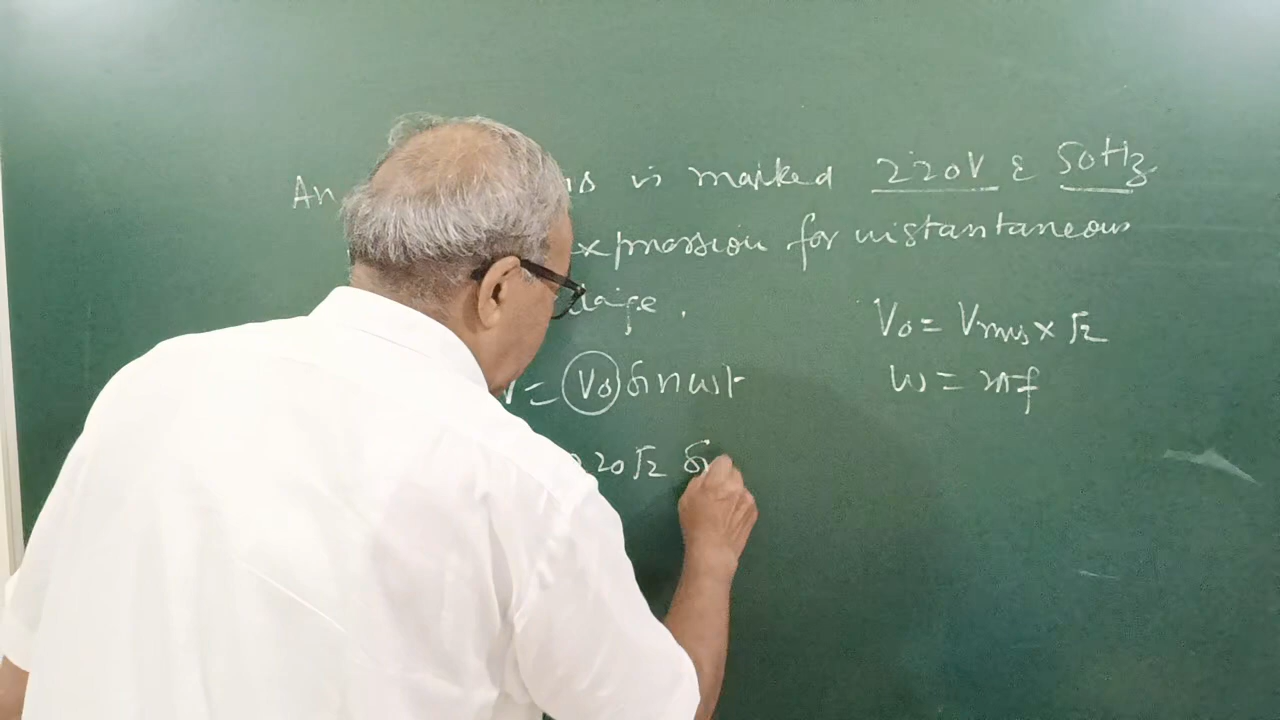 An is marked 220V & 50Hz.
expression for instantaneous
V₀ = Vrms × √2
V = V₀ sin ωt
ω = 2πf
220√2 si